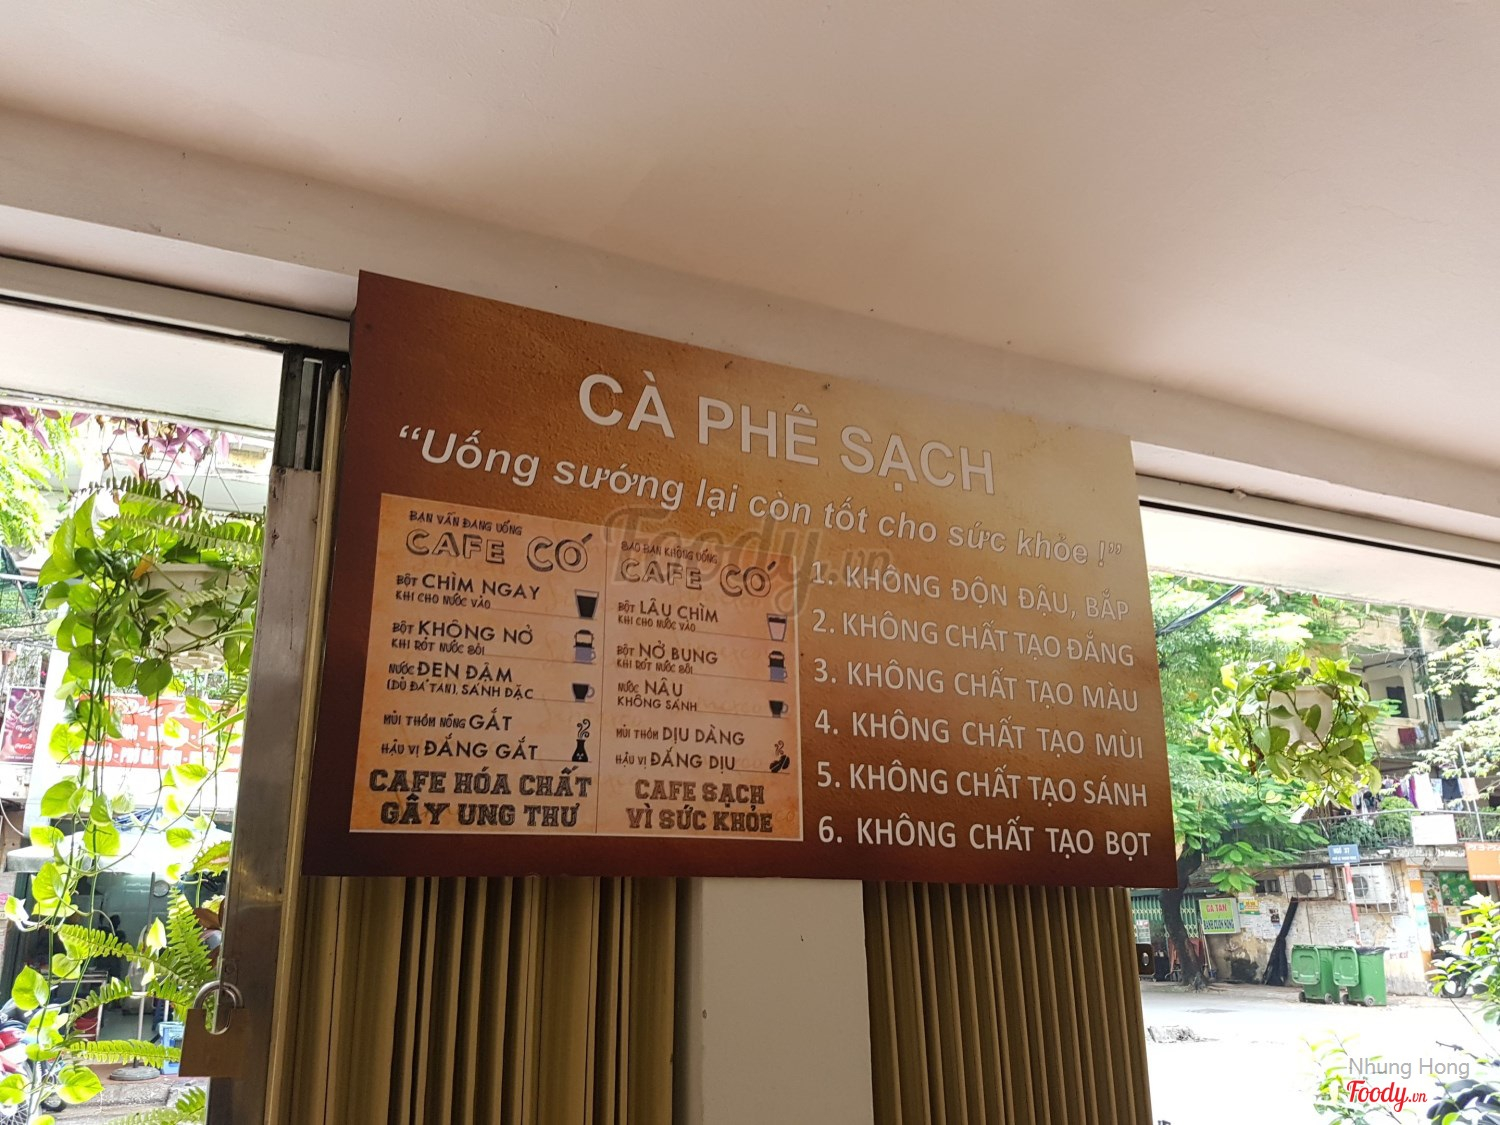 CÀ PHÊ SẠCH
“Uống sướng lại còn tốt cho sức khỏe !”
BẠN VẪN ĐANG UỐNG
CAFE CÓ
BỘT CHÌM NGAY
KHI CHO NƯỚC VÀO
BỘT KHÔNG NỞ
KHI RÓT NƯỚC SÔI
NƯỚC ĐEN ĐẬM
(DÙ ĐÁ TAN), SÁNH ĐẶC
MÙI THƠM NỒNG GẮT
HẬU VỊ ĐẮNG GẮT
CAFE HÓA CHẤT
GÂY UNG THƯ
SAO BẠN KHÔNG UỐNG
CAFE CÓ
BỘT LÂU CHÌM
KHI CHO NƯỚC VÀO
BỘT NỞ BUNG
KHI RÓT NƯỚC SÔI
NƯỚC NÂU
KHÔNG SÁNH
MÙI THƠM DỊU DÀNG
HẬU VỊ ĐẮNG DỊU
CAFE SẠCH
VÌ SỨC KHỎE
1. KHÔNG ĐỘN ĐẬU, BẮP
2. KHÔNG CHẤT TẠO ĐẮNG
3. KHÔNG CHẤT TẠO MÀU
4. KHÔNG CHẤT TẠO MÙI
5. KHÔNG CHẤT TẠO SÁNH
6. KHÔNG CHẤT TẠO BỌT
Foody.vn
GA TAN
Nhung Hong
Foody.vn